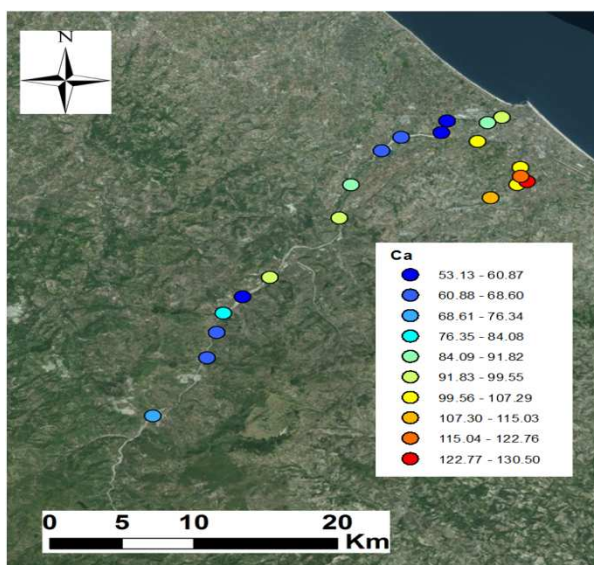 N
Ca
53.13 - 60.87
60.88 - 68.60
68.61 - 76.34
76.35 - 84.08
84.09 - 91.82
91.83 - 99.55
99.56 - 107.29
107.30 - 115.03
115.04 - 122.76
122.77 - 130.50
0 5 10 20
Km